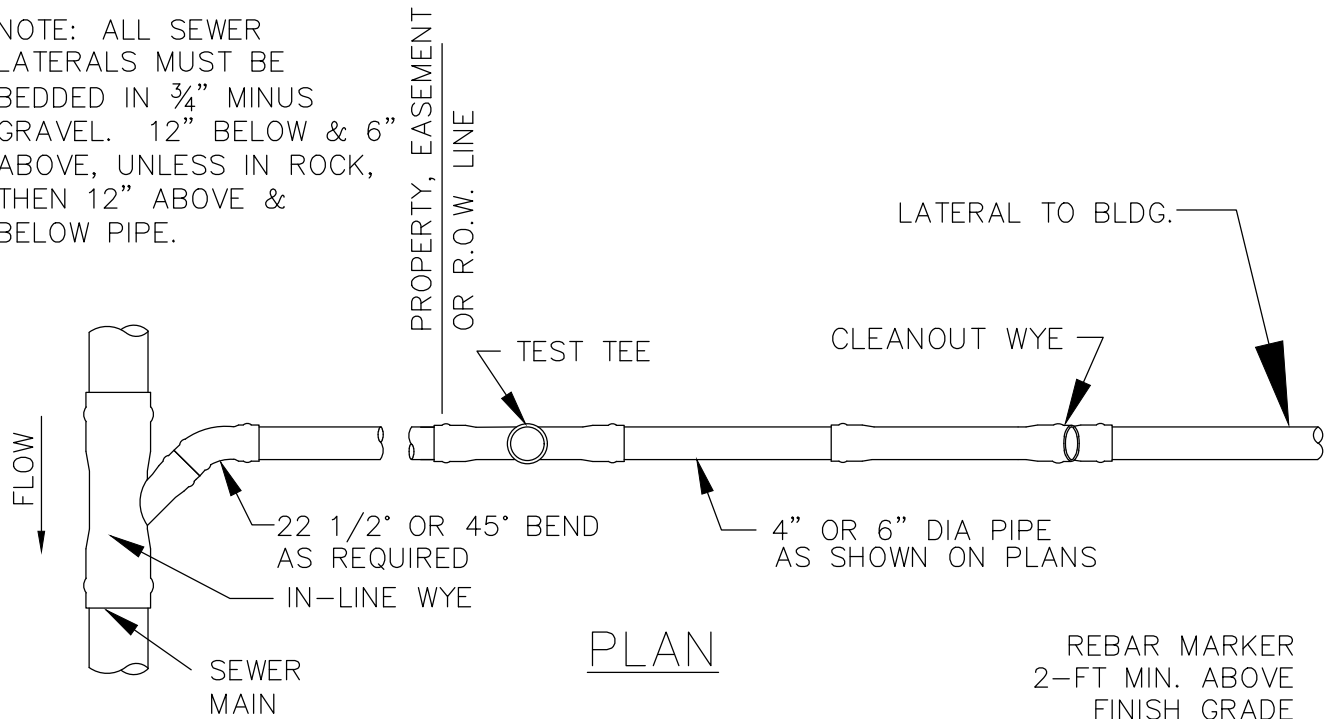 NOTE: ALL SEWER
LATERALS MUST BE
BEDDED IN ¾” MINUS
GRAVEL. 12” BELOW & 6”
ABOVE, UNLESS IN ROCK,
THEN 12” ABOVE &
BELOW PIPE.
PROPERTY, EASEMENT
OR R.O.W. LINE
LATERAL TO BLDG.
TEST TEE
CLEANOUT WYE
FLOW
22 1/2° OR 45° BEND
AS REQUIRED
4” OR 6” DIA PIPE
AS SHOWN ON PLANS
IN-LINE WYE
SEWER
MAIN
PLAN
REBAR MARKER
2-FT MIN. ABOVE
FINISH GRADE